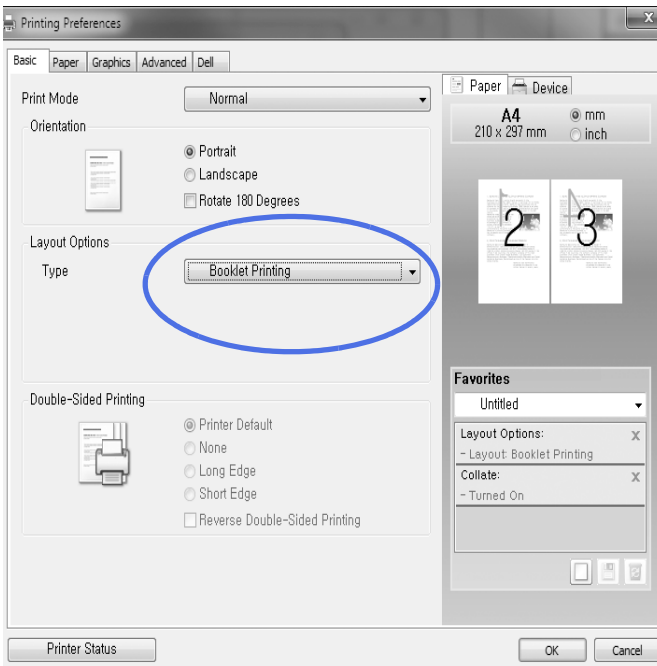 Printing Preferences
X
Basic Paper Graphics Advanced Dell
Print Mode
Normal
Orientation
Portrait
Landscape
Rotate 180 Degrees
Layout Options
Type
Booklet Printing
Double-Sided Printing
Printer Default
None
Long Edge
Short Edge
Reverse Double-Sided Printing
Paper Device
A4
210 x 297 mm
mm
inch
2 3
Favorites
Untitled
Layout Options: X
- Layout: Booklet Printing
Collate: X
- Turned On
Printer Status
OK Cancel